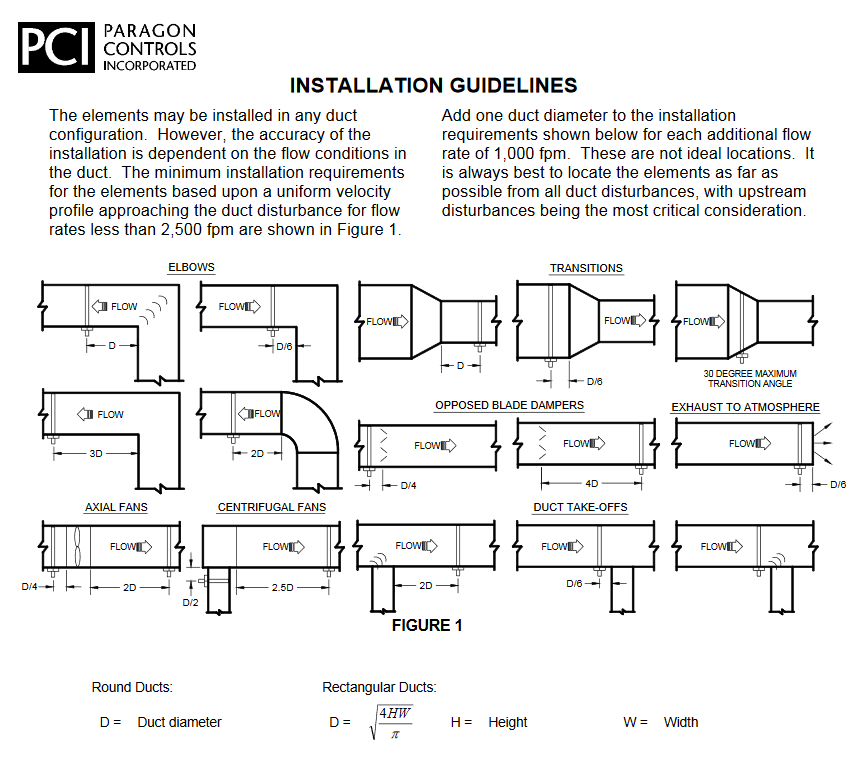 PCI
PARAGON
CONTROLS
INCORPORATED
INSTALLATION GUIDELINES
The elements may be installed in any duct
configuration. However, the accuracy of the
installation is dependent on the flow conditions in
the duct. The minimum installation requirements
for the elements based upon a uniform velocity
profile approaching the duct disturbance for flow
rates less than 2,500 fpm are shown in Figure 1.
Add one duct diameter to the installation
requirements shown below for each additional flow
rate of 1,000 fpm. These are not ideal locations. It
is always best to locate the elements as far as
possible from all duct disturbances, with upstream
disturbances being the most critical consideration.
ELBOWS
TRANSITIONS
FLOW
FLOW
FLOW
FLOW
FLOW
D
D/6
D
D/6
30 DEGREE MAXIMUM
TRANSITION ANGLE
OPPOSED BLADE DAMPERS
EXHAUST TO ATMOSPHERE
FLOW
FLOW
FLOW
FLOW
FLOW
3D
2D
D/4
4D
D/6
AXIAL FANS
CENTRIFUGAL FANS
DUCT TAKE-OFFS
FLOW
FLOW
FLOW
FLOW
FLOW
D/4
2D
D/2
2.5D
2D
D/6
FIGURE 1
Round Ducts:
Rectangular Ducts:
D = Duct diameter
D = √(4HW/π)
H = Height
W = Width